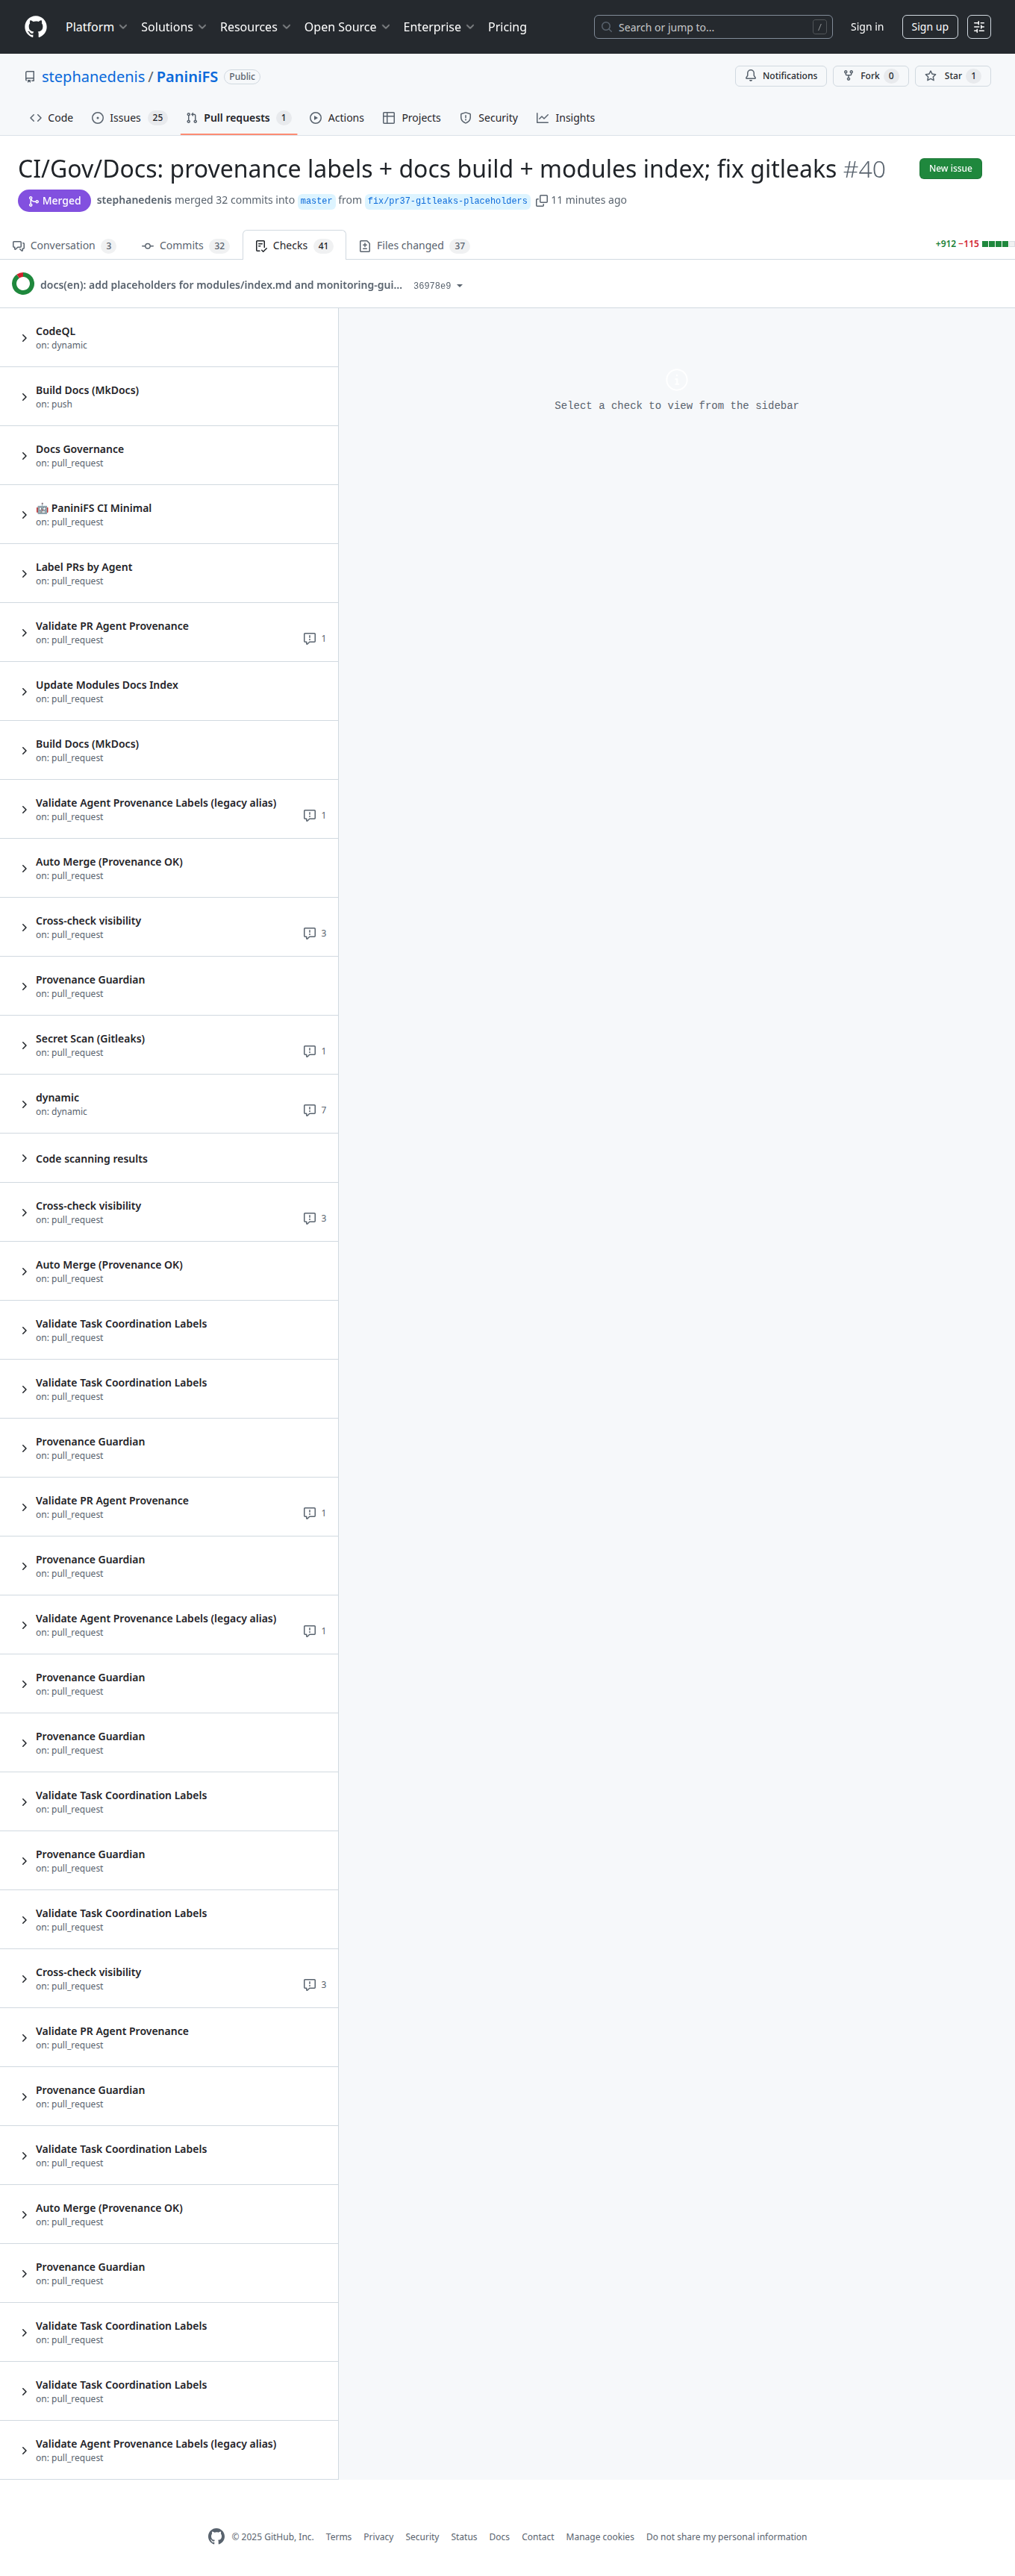 Platform
Solutions
Resources
Open Source
Enterprise
Pricing
Search or jump to...
/
Sign in
Sign up
stephanedenis / PaniniFS
Public
Notifications
Fork 0
Star 1
Code
Issues 25
Pull requests 1
Actions
Projects
Security
Insights
CI/Gov/Docs: provenance labels + docs build + modules index; fix gitleaks #40
New issue
Merged
stephanedenis merged 32 commits into master from fix/pr37-gitleaks-placeholders 11 minutes ago
Conversation 3
Commits 32
Checks 41
Files changed 37
+912 −115
docs(en): add placeholders for modules/index.md and monitoring-gui... 36978e9
CodeQL
on: dynamic
Build Docs (MkDocs)
on: push
Docs Governance
on: pull_request
🤖 PaniniFS CI Minimal
on: pull_request
Label PRs by Agent
on: pull_request
Validate PR Agent Provenance
on: pull_request
1
Update Modules Docs Index
on: pull_request
Build Docs (MkDocs)
on: pull_request
Validate Agent Provenance Labels (legacy alias)
on: pull_request
1
Auto Merge (Provenance OK)
on: pull_request
Cross-check visibility
on: pull_request
3
Provenance Guardian
on: pull_request
Secret Scan (Gitleaks)
on: pull_request
1
dynamic
on: dynamic
7
Code scanning results
Cross-check visibility
on: pull_request
3
Auto Merge (Provenance OK)
on: pull_request
Validate Task Coordination Labels
on: pull_request
Validate Task Coordination Labels
on: pull_request
Provenance Guardian
on: pull_request
Validate PR Agent Provenance
on: pull_request
1
Provenance Guardian
on: pull_request
Validate Agent Provenance Labels (legacy alias)
on: pull_request
1
Provenance Guardian
on: pull_request
Provenance Guardian
on: pull_request
Validate Task Coordination Labels
on: pull_request
Provenance Guardian
on: pull_request
Validate Task Coordination Labels
on: pull_request
Cross-check visibility
on: pull_request
3
Validate PR Agent Provenance
on: pull_request
Provenance Guardian
on: pull_request
Validate Task Coordination Labels
on: pull_request
Auto Merge (Provenance OK)
on: pull_request
Provenance Guardian
on: pull_request
Validate Task Coordination Labels
on: pull_request
Validate Task Coordination Labels
on: pull_request
Validate Agent Provenance Labels (legacy alias)
on: pull_request
Select a check to view from the sidebar
© 2025 GitHub, Inc.
Terms
Privacy
Security
Status
Docs
Contact
Manage cookies
Do not share my personal information